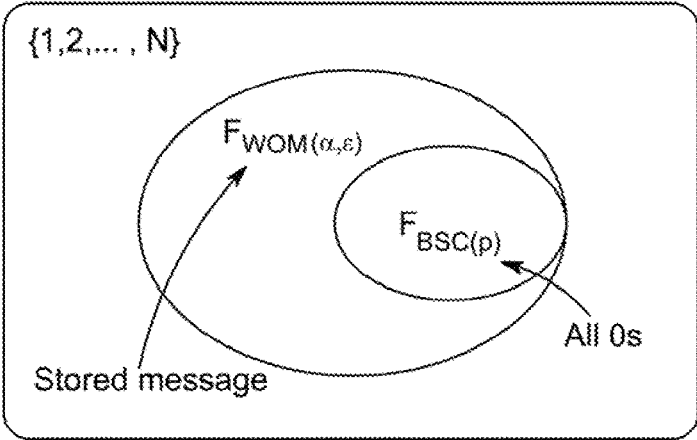 {1,2,... , N}
F_WOM(α,ε)
F_BSC(p)
All 0s
Stored message